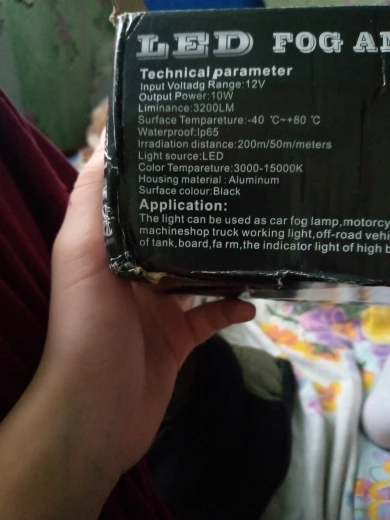 LED FOG
Technical parameter
Input Voltadg Range:12V
Output Power:10W
Liminance:3200LM
Surface Tempareture:-40 ℃~+80 ℃
Waterproof:Ip65
Irradiation distance:200m/50m/meters
Light source:LED
Color Tempareture:3000-15000K
Housing material : Aluminum
Surface colour:Black
Application:
The light can be used as car fog lamp,motorcy
machineshop truck working light,off-road vehi
of tank,board,fa rm,the indicator light of high b